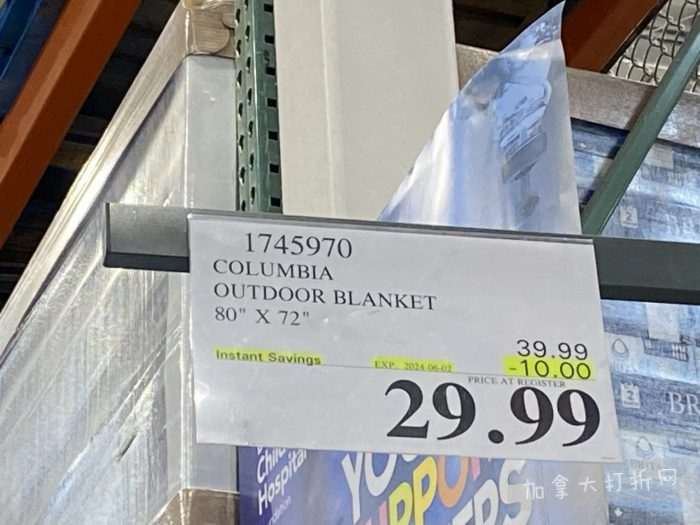 1745970
COLUMBIA
OUTDOOR BLANKET
80" X 72"
39.99
Instant Savings EXP. 2024-06-02 -10.00
PRICE AT REGISTER
29.99
Hospital
加拿大打折网